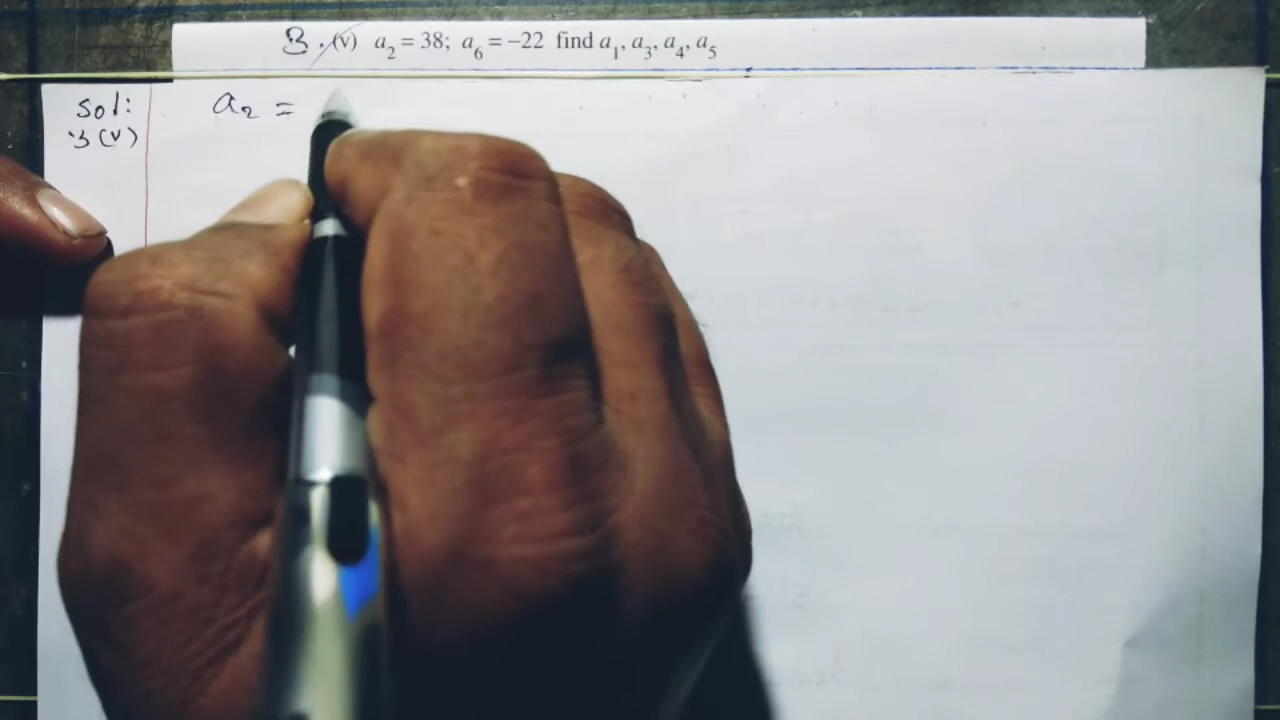 3. (v) a₂ = 38; a₆ = −22 find a₁, a₃, a₄, a₅
Sol: a₂ =
3(v)